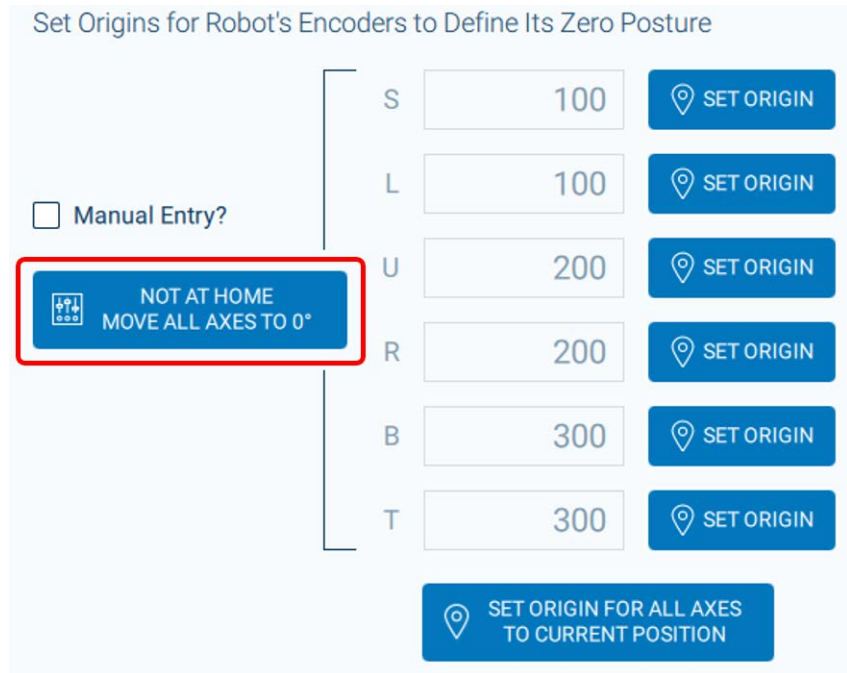 Set Origins for Robot's Encoders to Define Its Zero Posture
S 100 SET ORIGIN
L 100 SET ORIGIN
Manual Entry?
U 200 SET ORIGIN
NOT AT HOME
MOVE ALL AXES TO 0°
R 200 SET ORIGIN
B 300 SET ORIGIN
T 300 SET ORIGIN
SET ORIGIN FOR ALL AXES
TO CURRENT POSITION